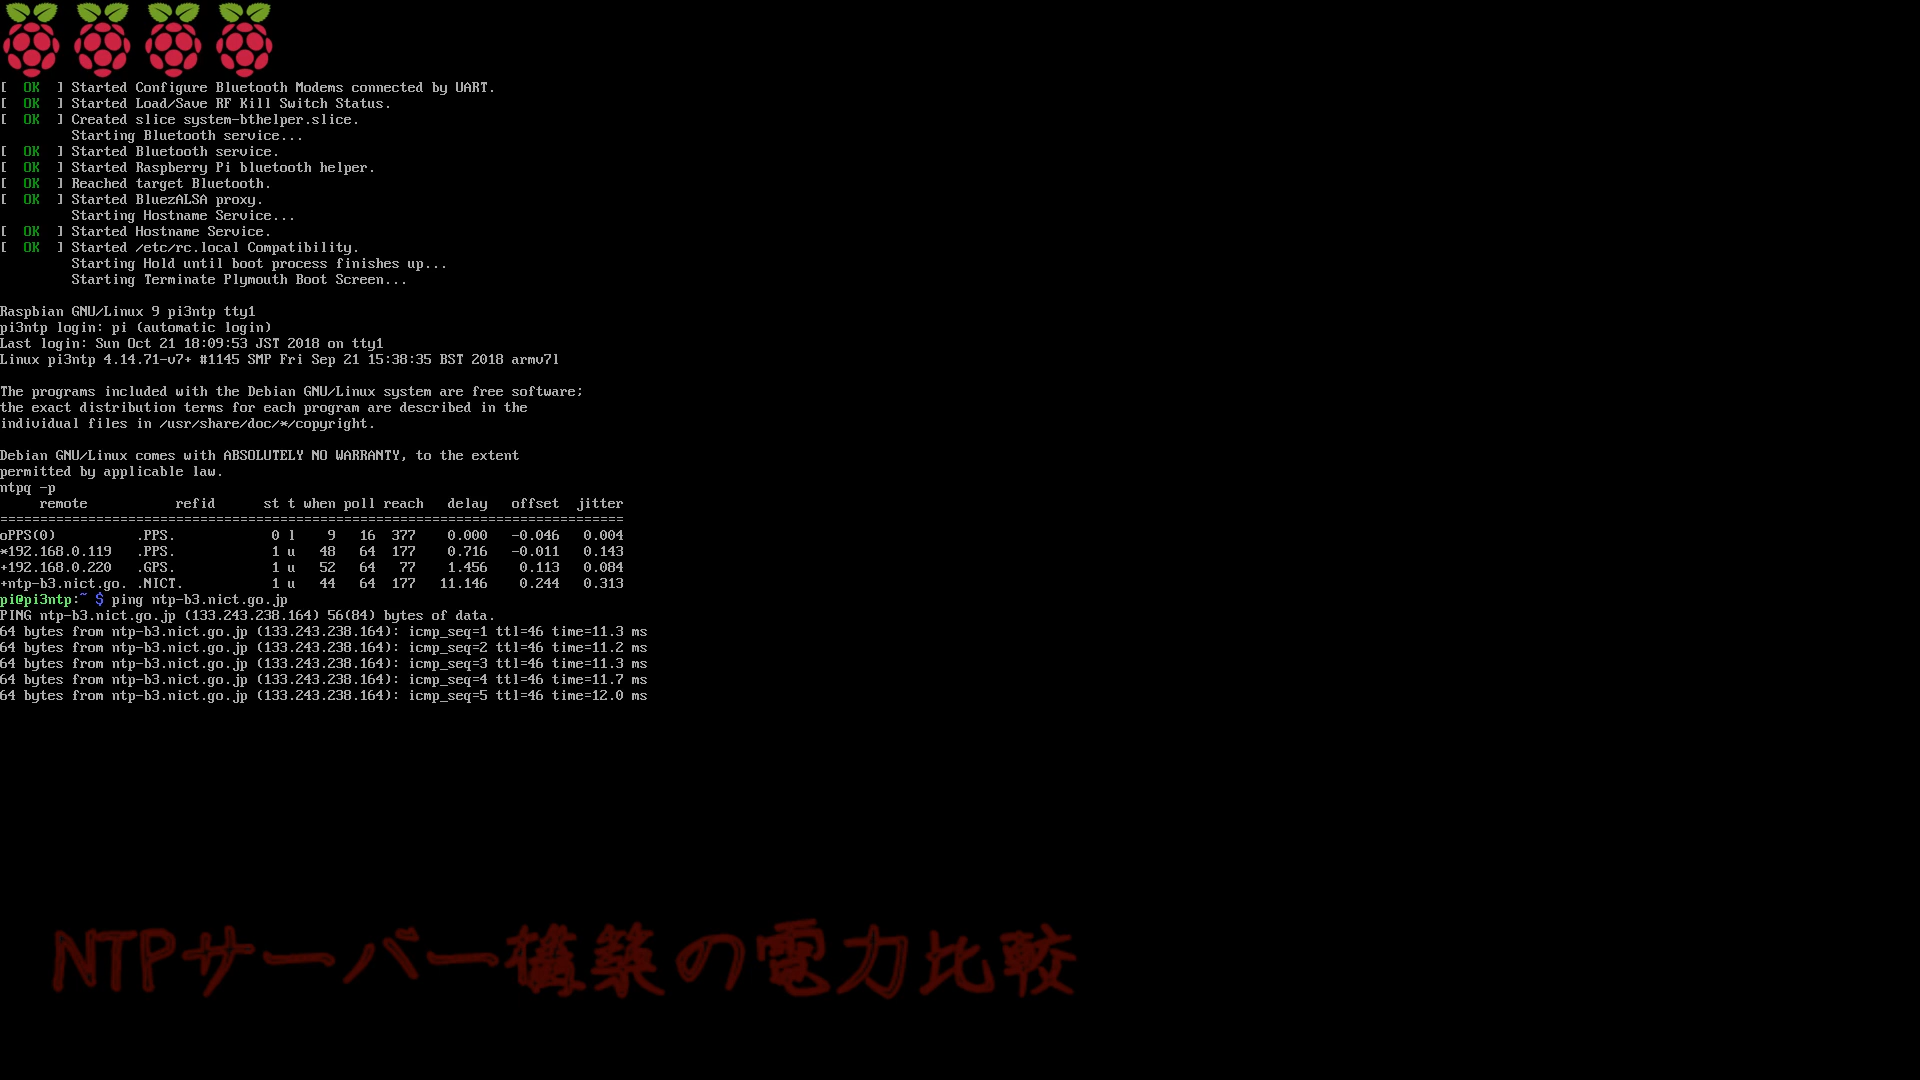 [  OK  ] Started Configure Bluetooth Modems connected by UART.
[  OK  ] Started Load/Save RF Kill Switch Status.
[  OK  ] Created slice system-bthelper.slice.
         Starting Bluetooth service...
[  OK  ] Started Bluetooth service.
[  OK  ] Started Raspberry Pi bluetooth helper.
[  OK  ] Reached target Bluetooth.
[  OK  ] Started BluezALSA proxy.
         Starting Hostname Service...
[  OK  ] Started Hostname Service.
[  OK  ] Started /etc/rc.local Compatibility.
         Starting Hold until boot process finishes up...
         Starting Terminate Plymouth Boot Screen...
Raspbian GNU/Linux 9 pi3ntp tty1
pi3ntp login: pi (automatic login)
Last login: Sun Oct 21 18:09:53 JST 2018 on tty1
Linux pi3ntp 4.14.71-v7+ #1145 SMP Fri Sep 21 15:38:35 BST 2018 armv7l
The programs included with the Debian GNU/Linux system are free software;
the exact distribution terms for each program are described in the
individual files in /usr/share/doc/*/copyright.
Debian GNU/Linux comes with ABSOLUTELY NO WARRANTY, to the extent
permitted by applicable law.
ntpq -p
     remote           refid      st t when poll reach   delay   offset  jitter
==============================================================================
oPPS(0)          .PPS.            0 l    9   16  377    0.000   -0.046   0.004
*192.168.0.119   .PPS.            1 u   48   64  177    0.716   -0.011   0.143
+192.168.0.220   .GPS.            1 u   52   64   77    1.456    0.113   0.084
+ntp-b3.nict.go. .NICT.           1 u   44   64  177   11.146    0.244   0.313
pi@pi3ntp:~ $ ping ntp-b3.nict.go.jp
PING ntp-b3.nict.go.jp (133.243.238.164) 56(84) bytes of data.
64 bytes from ntp-b3.nict.go.jp (133.243.238.164): icmp_seq=1 ttl=46 time=11.3 ms
64 bytes from ntp-b3.nict.go.jp (133.243.238.164): icmp_seq=2 ttl=46 time=11.2 ms
64 bytes from ntp-b3.nict.go.jp (133.243.238.164): icmp_seq=3 ttl=46 time=11.3 ms
64 bytes from ntp-b3.nict.go.jp (133.243.238.164): icmp_seq=4 ttl=46 time=11.7 ms
64 bytes from ntp-b3.nict.go.jp (133.243.238.164): icmp_seq=5 ttl=46 time=12.0 ms
NTPサーバー構築の電力比較